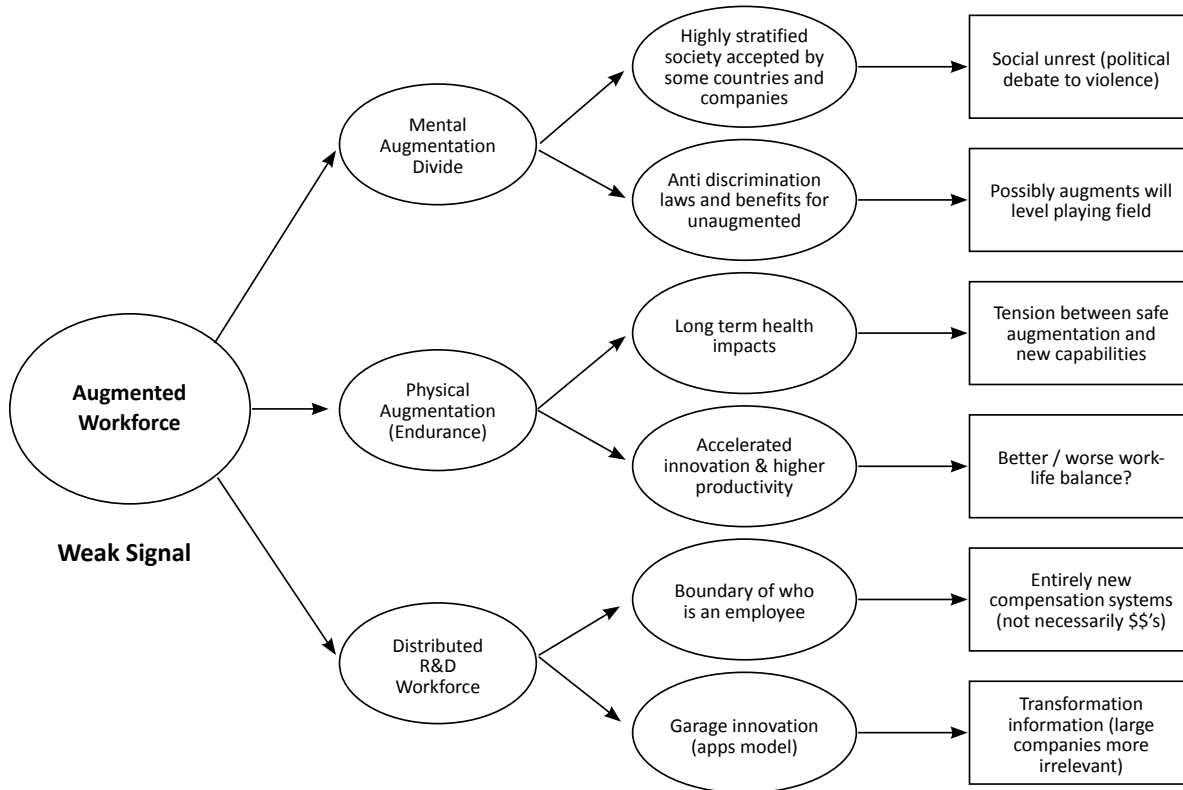 Highly stratified
society accepted by
some countries and
companies
Social unrest (political
debate to violence)
Mental
Augmentation
Divide
Anti discrimination
laws and benefits for
unaugmented
Possibly augments will
level playing field
Augmented
Workforce
Weak Signal
Physical
Augmentation
(Endurance)
Long term health
impacts
Tension between safe
augmentation and
new capabilities
Accelerated
innovation & higher
productivity
Better / worse work-
life balance?
Distributed
R&D
Workforce
Boundary of who
is an employee
Entirely new
compensation systems
(not necessarily $$'s)
Garage innovation
(apps model)
Transformation
information (large
companies more
irrelevant)